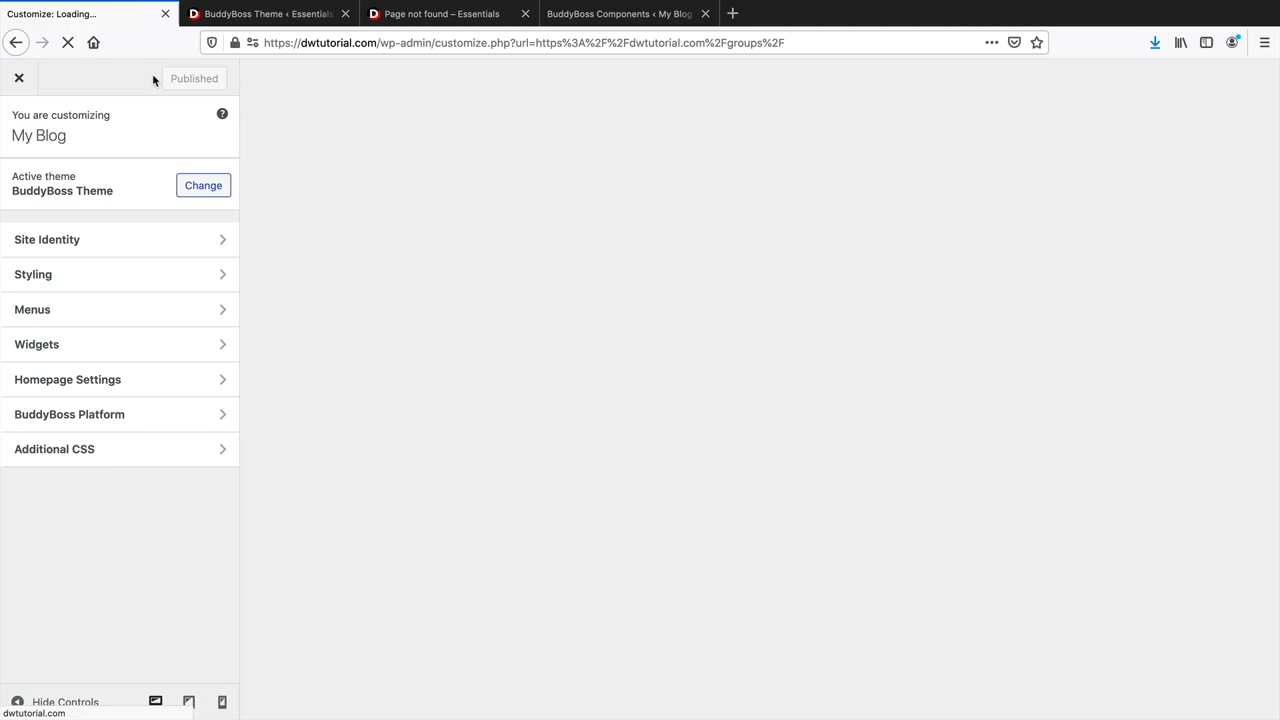 Customize: Loading...
BuddyBoss Theme ‹ Essentials
Page not found – Essentials
BuddyBoss Components ‹ My Blog
https://dwtutorial.com/wp-admin/customize.php?url=https%3A%2F%2Fdwtutorial.com%2Fgroups%2F
Published
You are customizing
My Blog
Active theme
BuddyBoss Theme
Change
Site Identity
Styling
Menus
Widgets
Homepage Settings
BuddyBoss Platform
Additional CSS
Hide Controls
dwtutorial.com